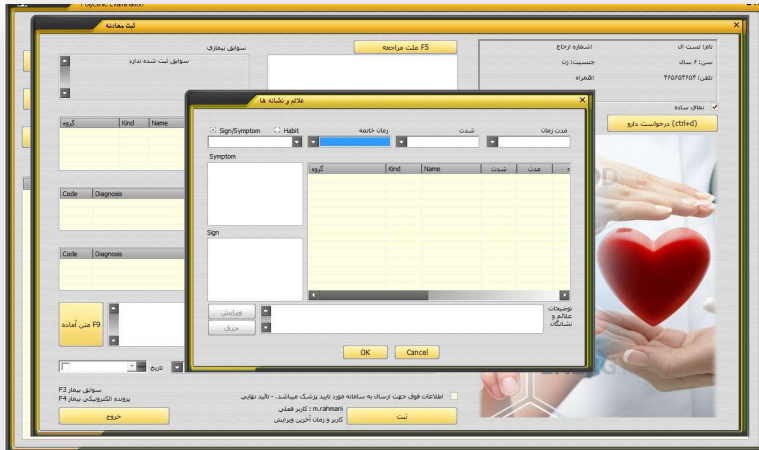 Polyclinic Examination
ثبت معاینه
نام: تست ال
شماره ارجاع:
سن: ۶ سال
جنسیت: زن
تلفن: ۴۶۵۶۵۴۶۵۴
همراه:
نمای ساده
(ctrl+d) درخواست دارو
F5 علت مراجعه
سوابق بیماری
سوابق ثبت شده ندارد
گروه Kind Name
Code Diagnosis
Code Diagnosis
F9 متن آماده
تاریخ
سوابق بیمار F3
پرونده الکترونیکی بیمار F4
خروج
اطلاعات فوق جهت ارسال به سامانه مورد تایید پزشک میباشد. - تائید نهایی
کاربر فعلی : m.rahmani
کاربر و زمان آخرین ویرایش
ثبت
علائم و نشانه ها
Sign/Symptom Habit
زمان خاتمه
شدت
مدت زمان
Symptom
گروه Kind Name شدت مدت
Sign
ویرایش
حذف
توضیحات
علائم و
نشانگان
OK Cancel